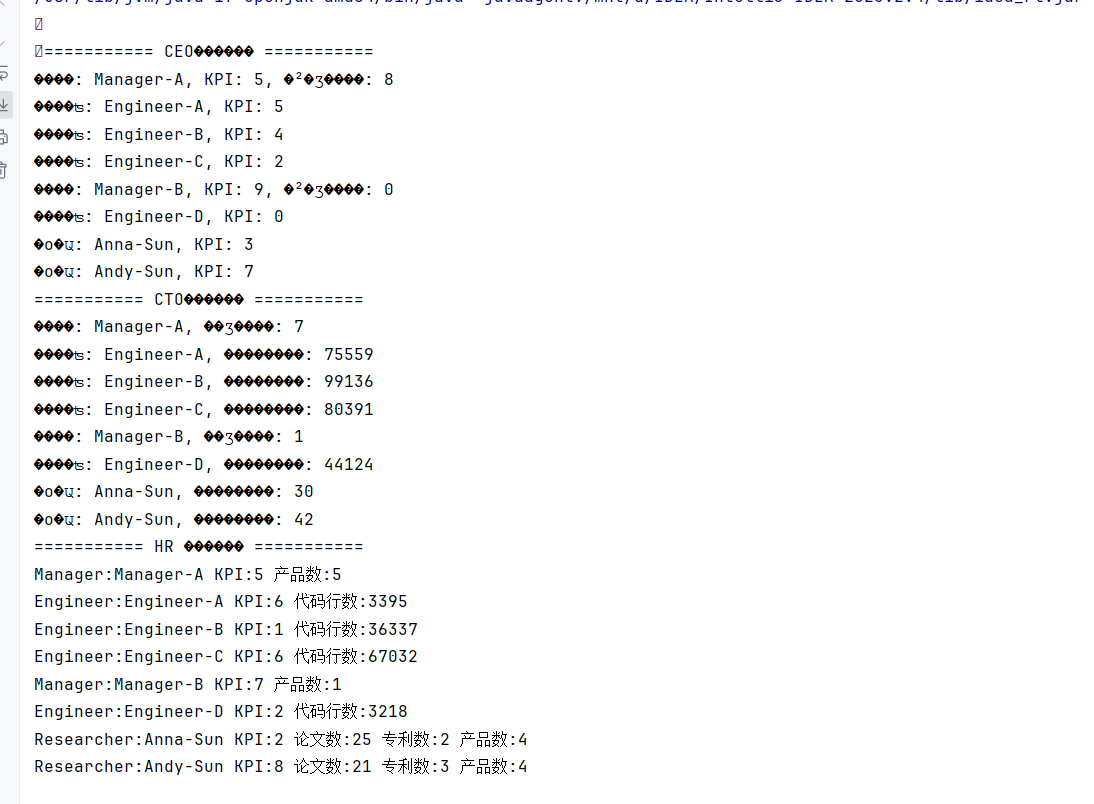 =========== CEO������ ===========
����: Manager-A, KPI: 5, �²�ʒ����: 8
����ʦ: Engineer-A, KPI: 5
����ʦ: Engineer-B, KPI: 4
����ʦ: Engineer-C, KPI: 2
����: Manager-B, KPI: 9, �²�ʒ����: 0
����ʦ: Engineer-D, KPI: 0
�о�Ա: Anna-Sun, KPI: 3
�о�Ա: Andy-Sun, KPI: 7
=========== CTO������ ===========
����: Manager-A, ��ʒ����: 7
����ʦ: Engineer-A, ��������: 75559
����ʦ: Engineer-B, ��������: 99136
����ʦ: Engineer-C, ��������: 80391
����: Manager-B, ��ʒ����: 1
����ʦ: Engineer-D, ��������: 44124
�о�Ա: Anna-Sun, ��������: 30
�о�Ա: Andy-Sun, ��������: 42
=========== HR ������ ===========
Manager:Manager-A KPI:5 产品数:5
Engineer:Engineer-A KPI:6 代码行数:3395
Engineer:Engineer-B KPI:1 代码行数:36337
Engineer:Engineer-C KPI:6 代码行数:67032
Manager:Manager-B KPI:7 产品数:1
Engineer:Engineer-D KPI:2 代码行数:3218
Researcher:Anna-Sun KPI:2 论文数:25 专利数:2 产品数:4
Researcher:Andy-Sun KPI:8 论文数:21 专利数:3 产品数:4